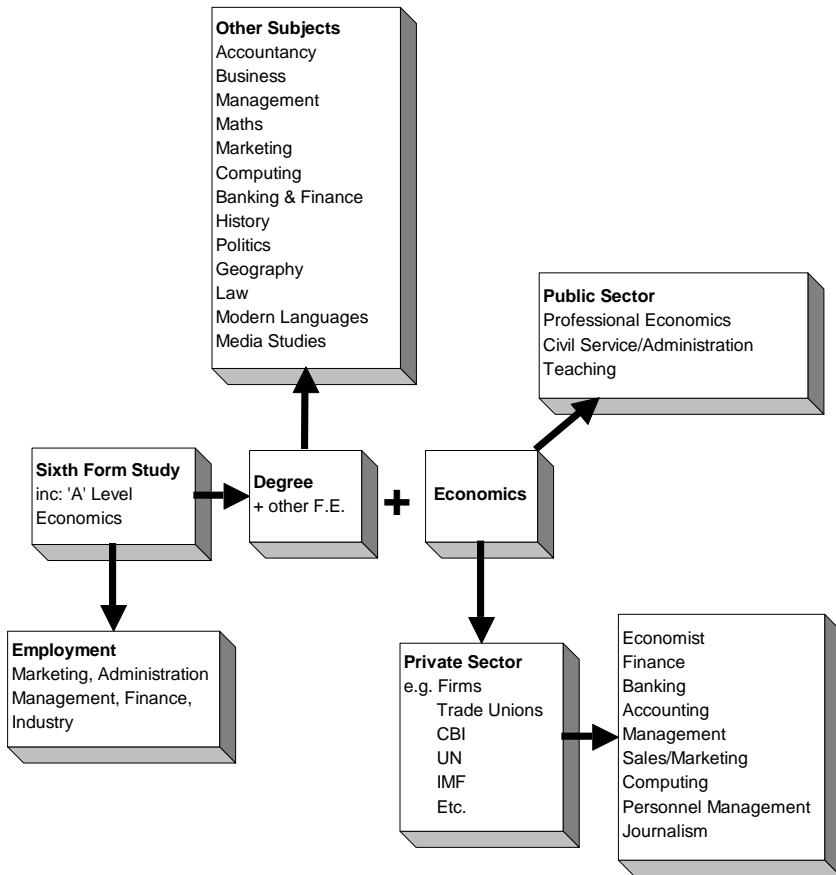 Other Subjects
Accountancy
Business
Management
Maths
Marketing
Computing
Banking & Finance
History
Politics
Geography
Law
Modern Languages
Media Studies
Public Sector
Professional Economics
Civil Service/Administration
Teaching
Sixth Form Study
inc: 'A' Level
Economics
Degree
+ other F.E.
+
Economics
Employment
Marketing, Administration
Management, Finance,
Industry
Private Sector
e.g. Firms
Trade Unions
CBI
UN
IMF
Etc.
Economist
Finance
Banking
Accounting
Management
Sales/Marketing
Computing
Personnel Management
Journalism